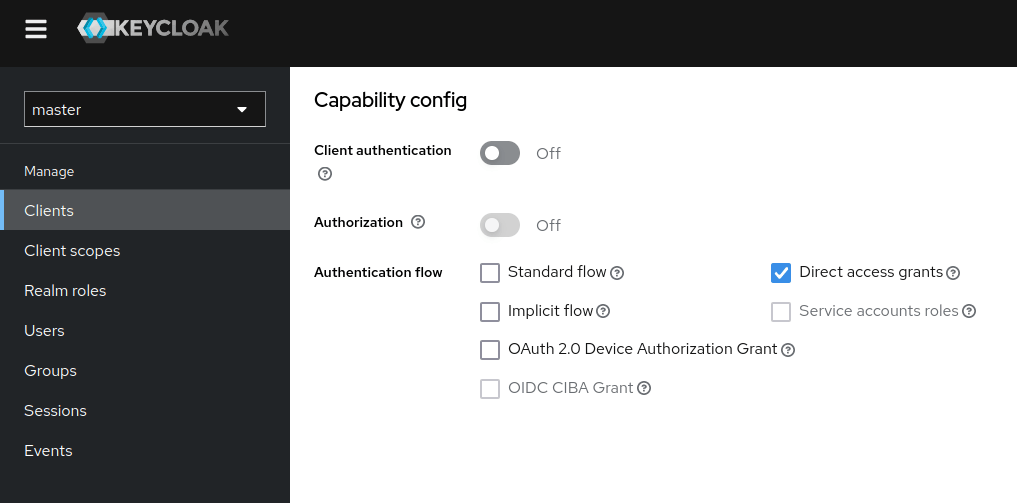 KEYCLOAK
master
Manage
Clients
Client scopes
Realm roles
Users
Groups
Sessions
Events
Capability config
Client authentication
Off
Authorization
Off
Authentication flow
Standard flow
Direct access grants
Implicit flow
Service accounts roles
OAuth 2.0 Device Authorization Grant
OIDC CIBA Grant